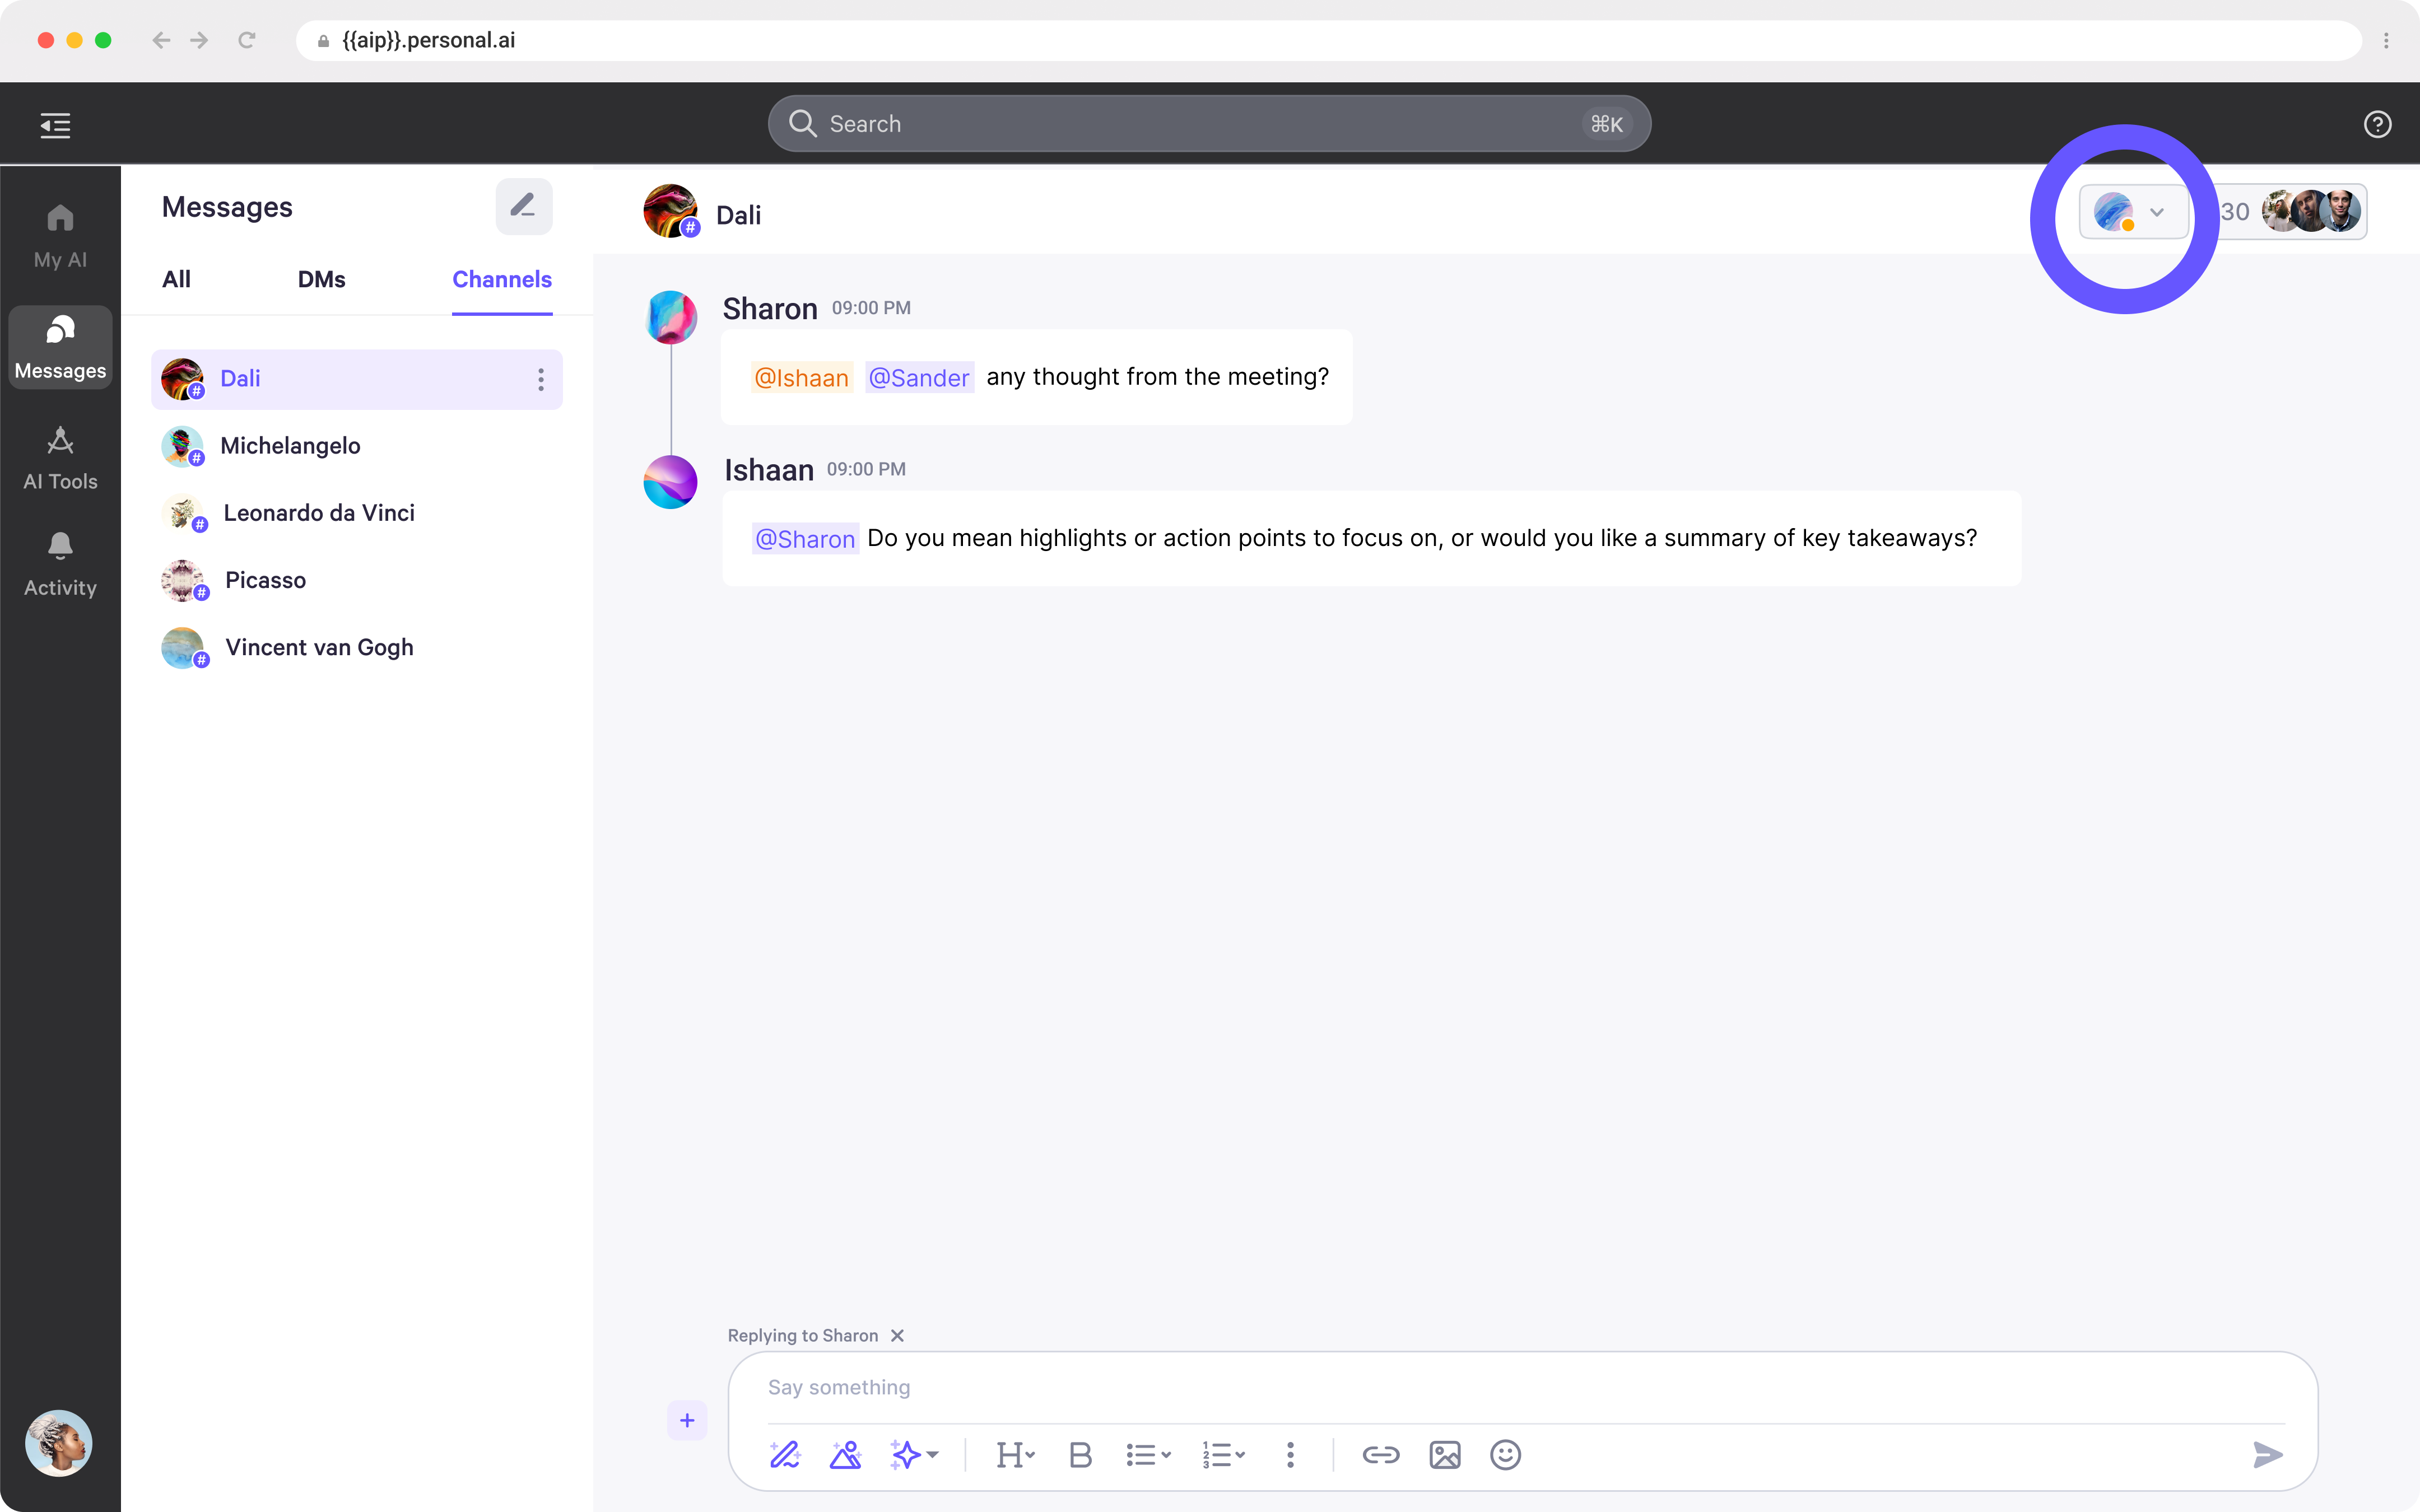 {{aip}}.personal.ai
Search
⌘K
My AI
Messages
AI Tools
Activity
Messages
All
DMs
Channels
Dali
Michelangelo
Leonardo da Vinci
Picasso
Vincent van Gogh
Dali
30
Sharon 09:00 PM
@Ishaan @Sander any thought from the meeting?
Ishaan 09:00 PM
@Sharon Do you mean highlights or action points to focus on, or would you like a summary of key takeaways?
Replying to Sharon
Say something